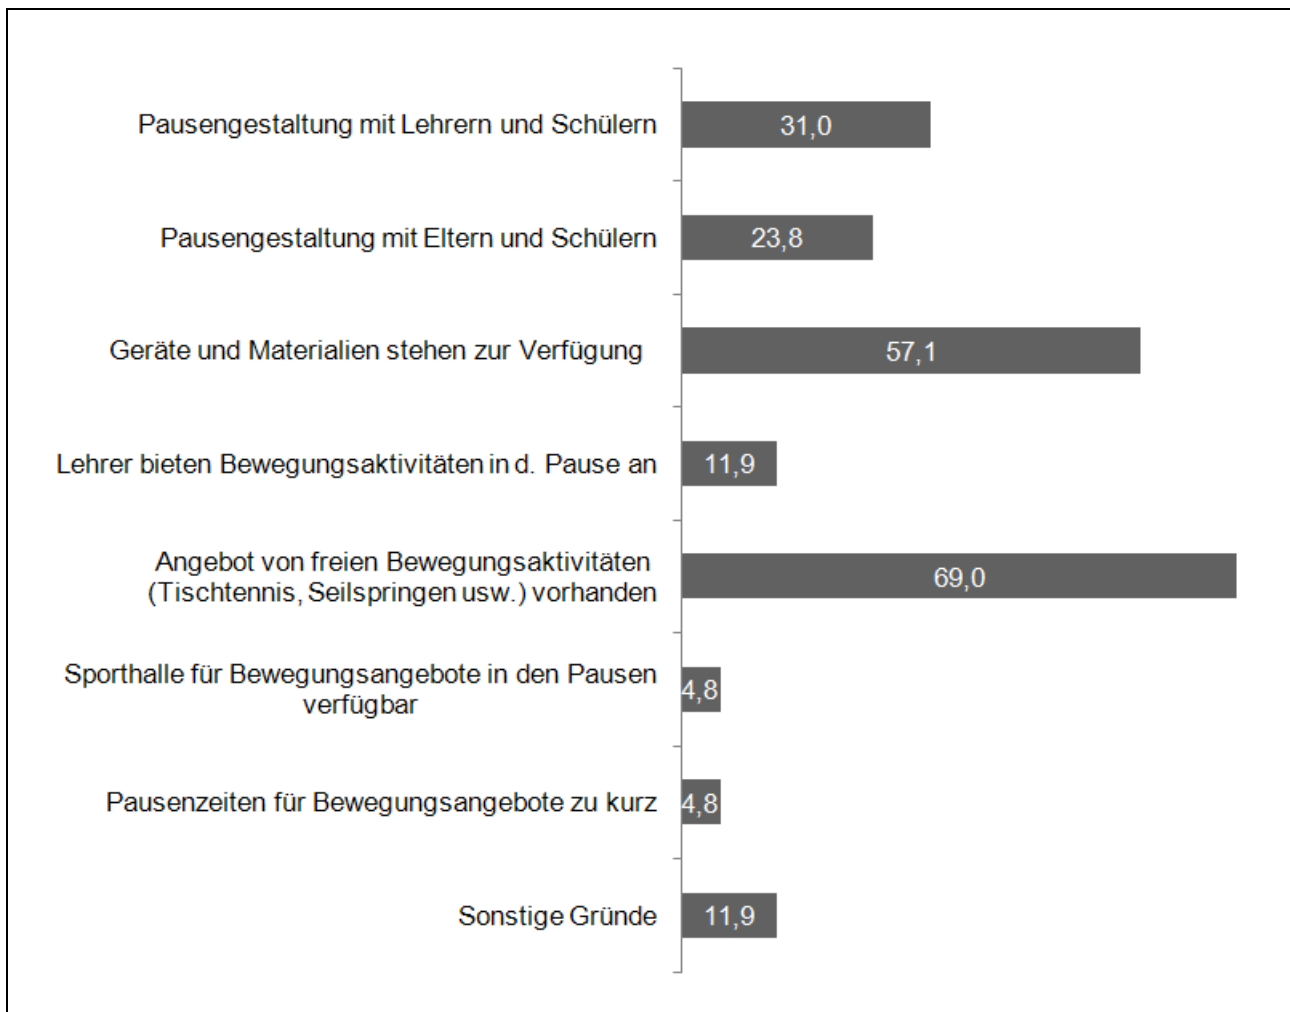 Pausengestaltung mit Lehrern und Schülern
31,0
Pausengestaltung mit Eltern und Schülern
23,8
Geräte und Materialien stehen zur Verfügung
57,1
Lehrer bieten Bewegungsaktivitäten in d. Pause an
11,9
Angebot von freien Bewegungsaktivitäten
(Tischtennis, Seilspringen usw.) vorhanden
69,0
Sporthalle für Bewegungsangebote in den Pausen
verfügbar
4,8
Pausenzeiten für Bewegungsangebote zu kurz
4,8
Sonstige Gründe
11,9